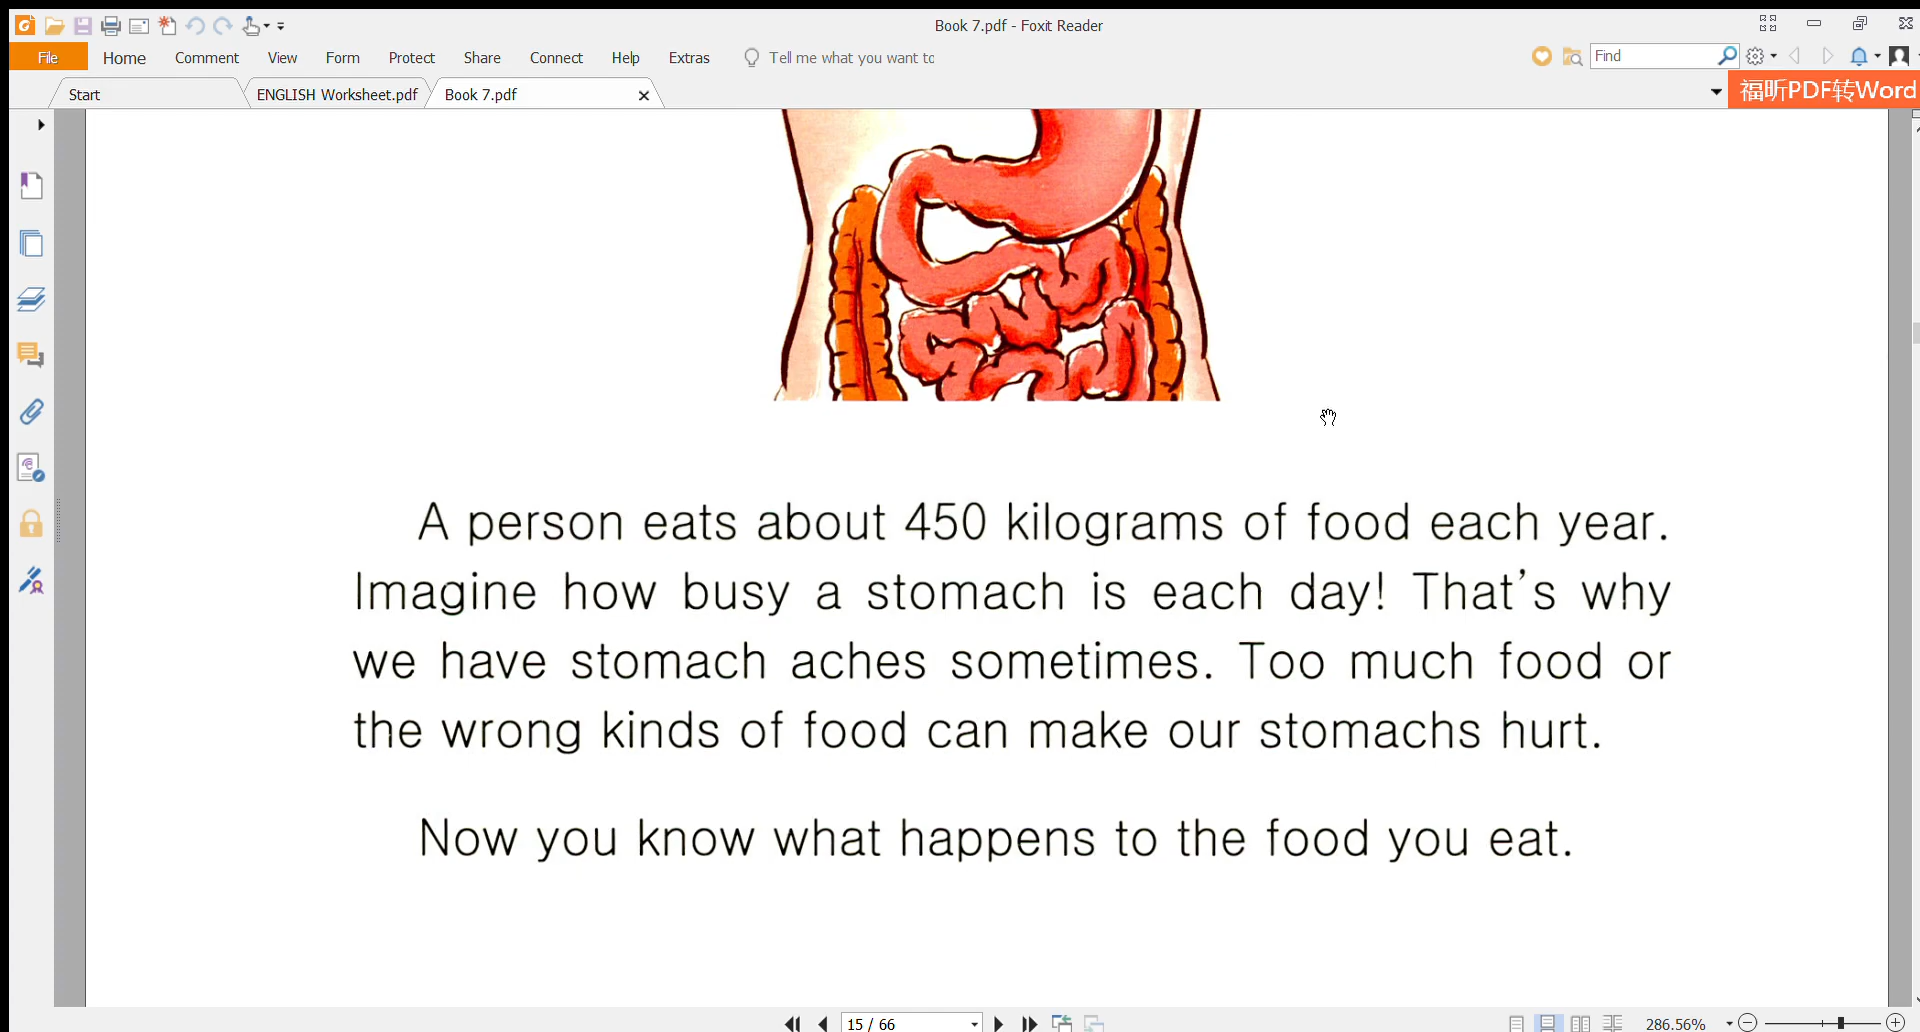 Book 7.pdf - Foxit Reader
File Home Comment View Form Protect Share Connect Help Extras Tell me what you want to Find
Start ENGLISH Worksheet.pdf Book 7.pdf 福昕PDF转Word
A person eats about 450 kilograms of food each year.
Imagine how busy a stomach is each day! That's why
we have stomach aches sometimes. Too much food or
the wrong kinds of food can make our stomachs hurt.
Now you know what happens to the food you eat.
15 / 66 286.56%